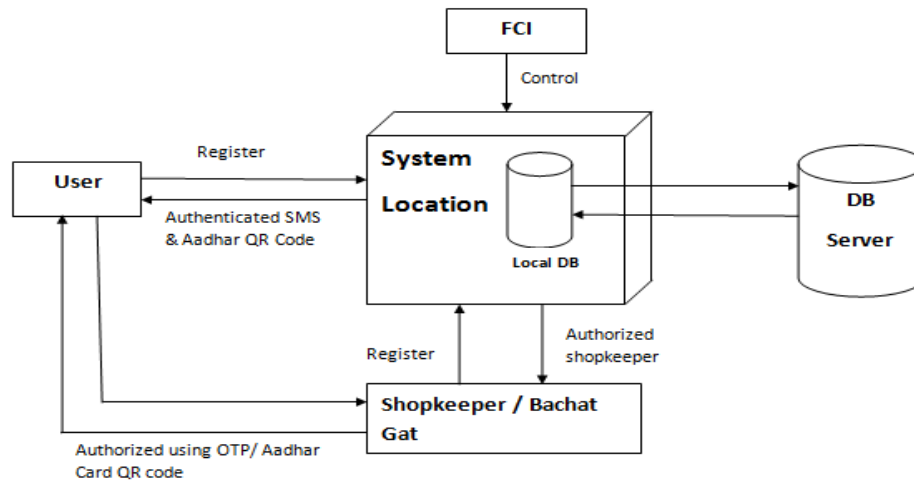 FCI
Control
Register
System
Location
User
Authenticated SMS
& Aadhar QR Code
Local DB
DB
Server
Register
Authorized
shopkeeper
Shopkeeper / Bachat
Gat
Authorized using OTP/ Aadhar
Card QR code